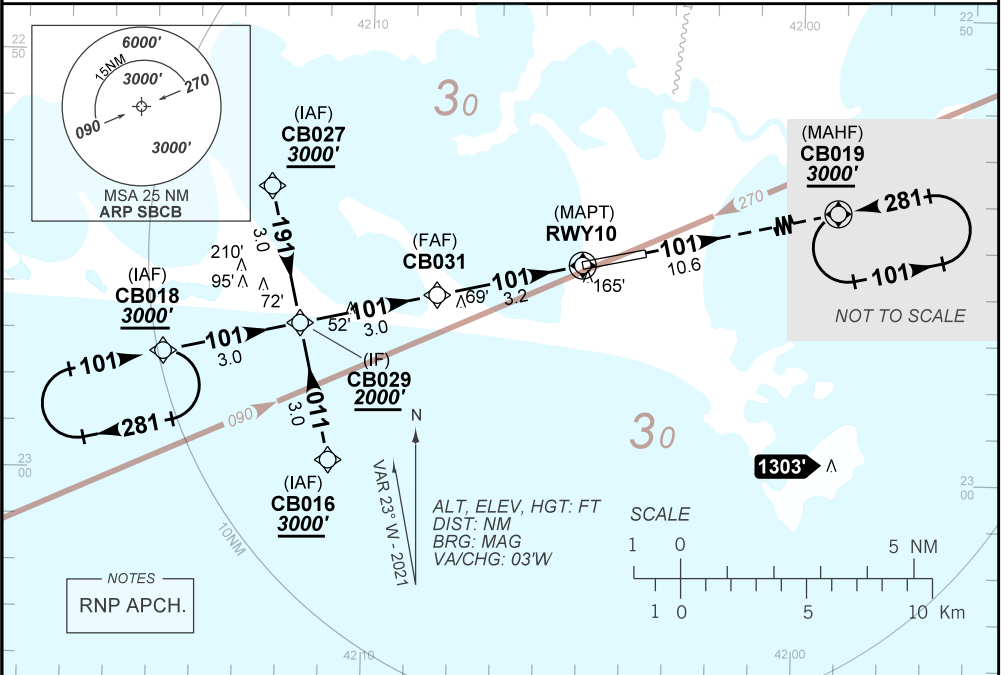 42 10
42 00
22
50
22
50
6000'
15NM
3000'
270
090
3000'
MSA 25 NM
ARP SBCB
(IAF)
CB027
3000'
30
(MAHF)
CB019
3000'
281
101
NOT TO SCALE
270
(MAPT)
RWY10
101
10.6
165'
191
3.0
210'
95'
72'
(FAF)
CB031
101
3.2
69'
(IAF)
CB018
3000'
101
3.0
52'
101
3.0
101
281
(IF)
CB029
2000'
090
011
3.0
(IAF)
CB016
3000'
30
1303'
23
00
23
00
N
VAR 23° W - 2021
ALT, ELEV, HGT: FT
DIST: NM
BRG: MAG
VA/CHG: 03'W
SCALE
1 0 5 NM
1 0 5 10 Km
10NM
NOTES
RNP APCH.
42 10
42 00